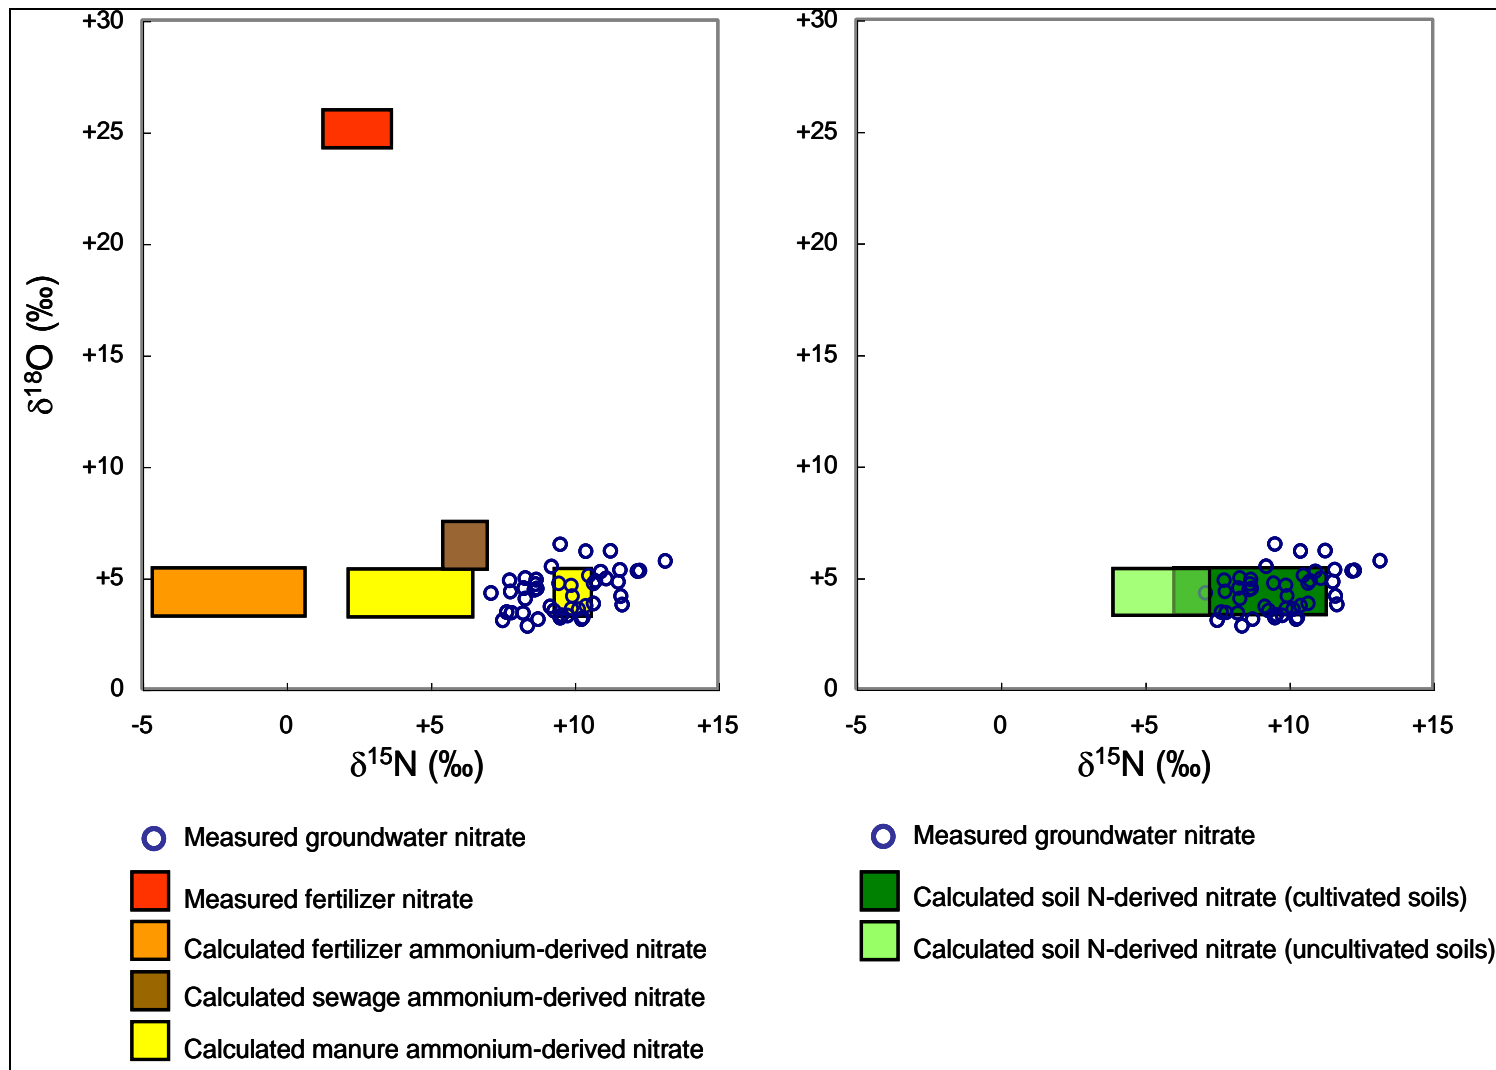 +30
+25
+20
+15
+10
+5
0
δ18O (‰)
-5 0 +5 +10 +15
δ15N (‰)
Measured groundwater nitrate
Measured fertilizer nitrate
Calculated fertilizer ammonium-derived nitrate
Calculated sewage ammonium-derived nitrate
Calculated manure ammonium-derived nitrate
+30
+25
+20
+15
+10
+5
0
-5 0 +5 +10 +15
δ15N (‰)
Measured groundwater nitrate
Calculated soil N-derived nitrate (cultivated soils)
Calculated soil N-derived nitrate (uncultivated soils)